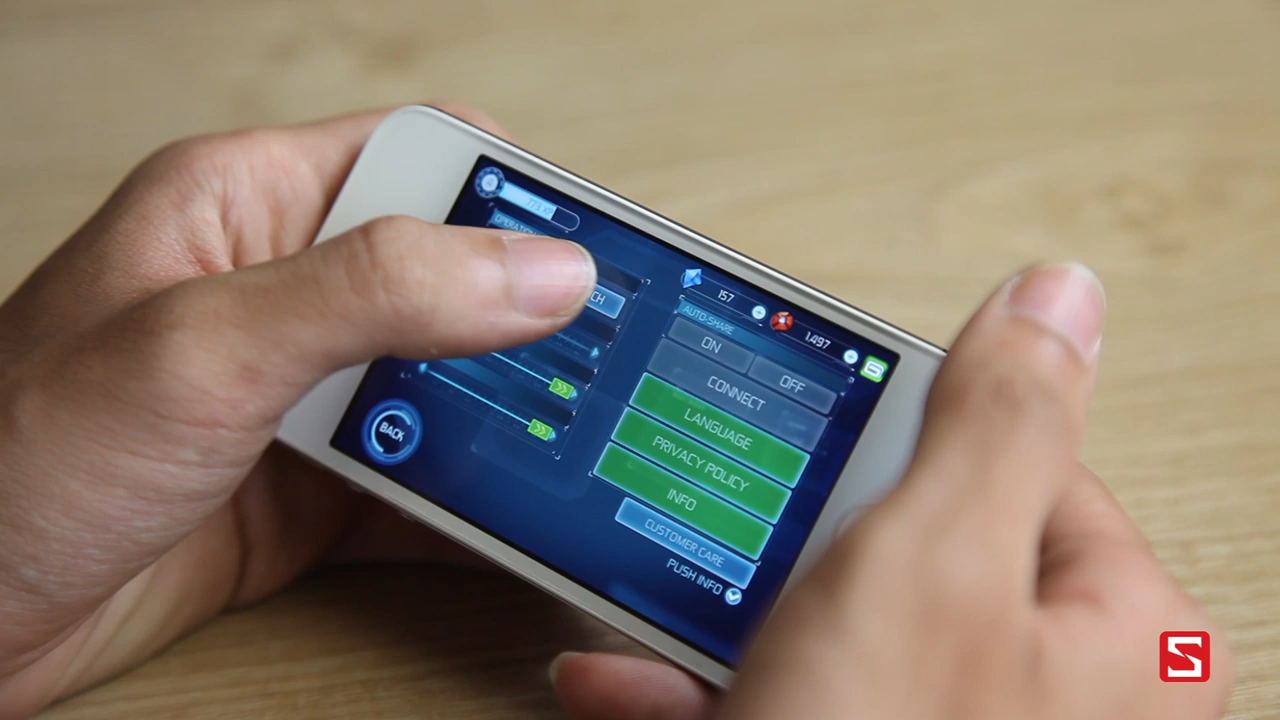 157
1,497
AUTO-SHARE
ON
OFF
CONNECT
LANGUAGE
PRIVACY POLICY
INFO
CUSTOMER CARE
PUSH INFO
BACK
S